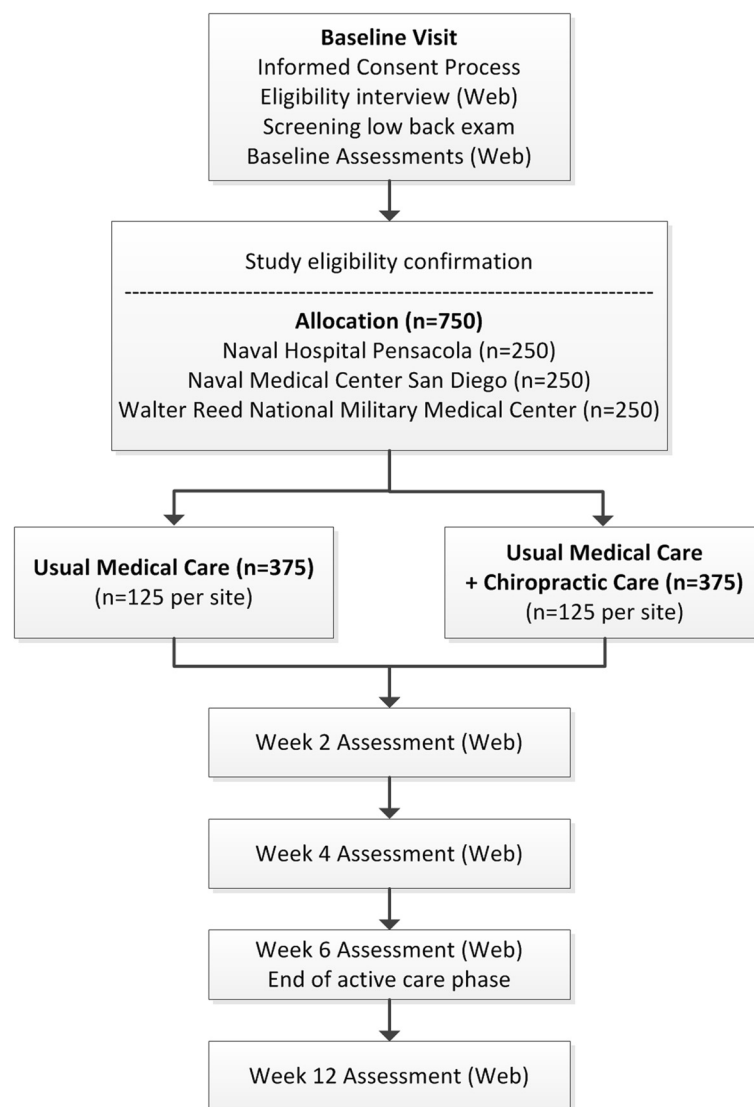 Baseline Visit
Informed Consent Process
Eligibility interview (Web)
Screening low back exam
Baseline Assessments (Web)
Study eligibility confirmation
Allocation (n=750)
Naval Hospital Pensacola (n=250)
Naval Medical Center San Diego (n=250)
Walter Reed National Military Medical Center (n=250)
Usual Medical Care (n=375)
(n=125 per site)
Usual Medical Care
+ Chiropractic Care (n=375)
(n=125 per site)
Week 2 Assessment (Web)
Week 4 Assessment (Web)
Week 6 Assessment (Web)
End of active care phase
Week 12 Assessment (Web)